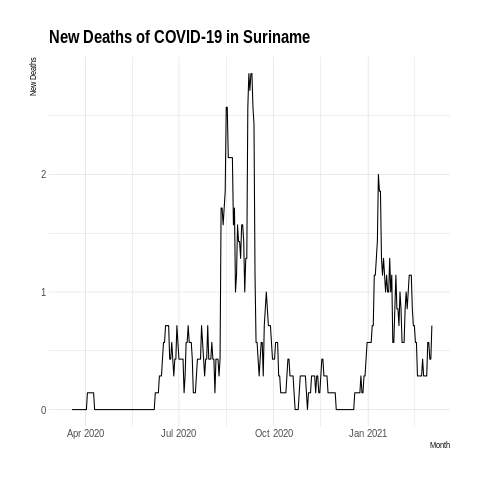 New Deaths of COVID-19 in Suriname
New Deaths
2
1
0
Apr 2020 Jul 2020 Oct 2020 Jan 2021
Month